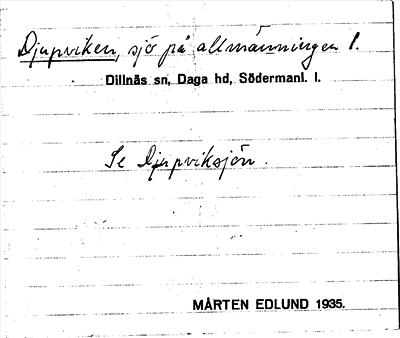 Djupviken, sjö på allmänningen l.
Dillnäs sn, Daga hd, Södermanl. l.
Se Djupviksjön.
MÅRTEN EDLUND 1935.